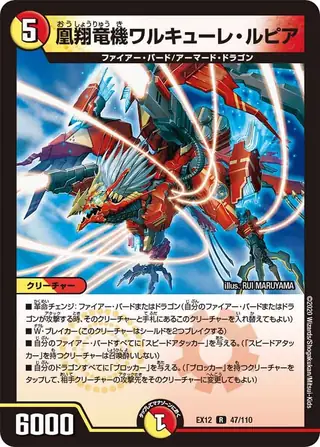 5
おうしょうりゅうき
凰翔竜機ワルキューレ・ルピア
ファイアー・バード/アーマード・ドラゴン
illus. RUI MARUYAMA
クリーチャー
■革命チェンジ:ファイアー・バードまたはドラゴン(自分のファイアー・バードまたはドラ
ゴンが攻撃する時、そのクリーチャーと手札にあるこのクリーチャーを入れ替えてもよい)
■W・ブレイカー(このクリーチャーはシールドを2つブレイクする)
■自分のファイアー・バードすべてに「スピードアタッカー」を与える。(「スピードアタッカー」
を持つクリーチャーは召喚酔いしない)
■自分のドラゴンすべてに「ブロッカー」を与える。(「ブロッカー」を持つクリーチャーを
タップして、相手クリーチャーの攻撃先をそのクリーチャーに変更してもよい)
6000
1
EX12 R 47/110
©2020 Wizards/Shogakukan/Mitsui-Kids